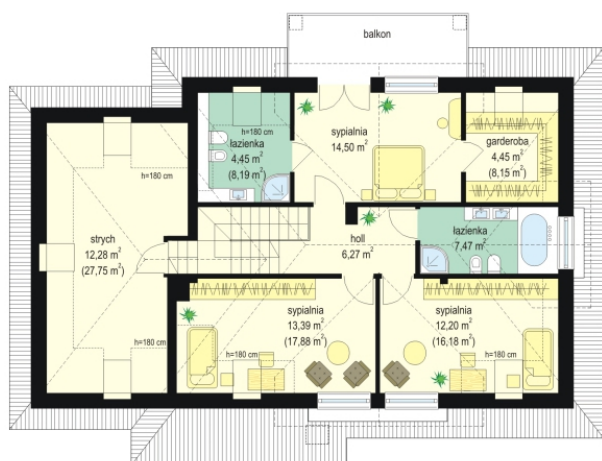 balkon
h=180 cm
łazienka
4,45 m²
(8,19 m²)
sypialnia
14,50 m²
garderoba
4,45 m²
(8,15 m²)
h=180 cm
strych
12,28 m²
(27,75 m²)
holl
6,27 m²
łazienka
7,47 m²
sypialnia
13,39 m²
(17,88 m²)
sypialnia
12,20 m²
(16,18 m²)
h=180 cm
h=180 cm
h=180 cm